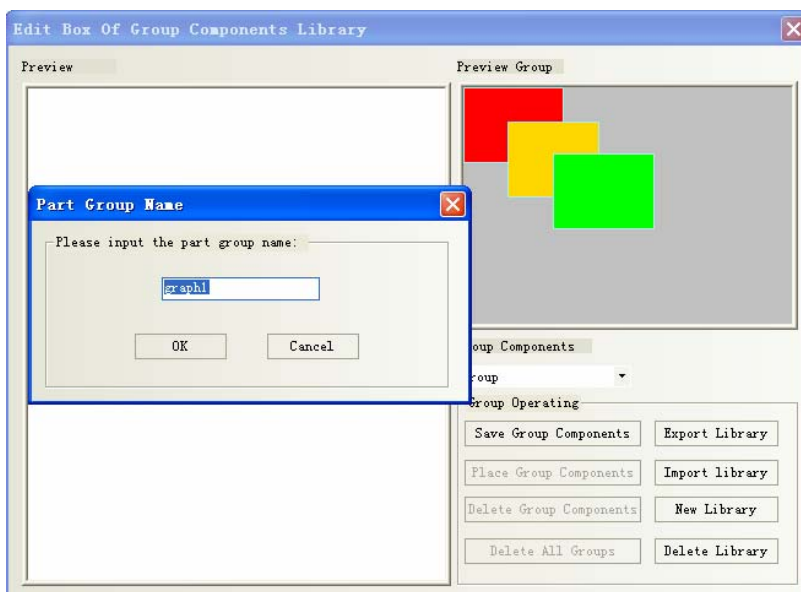 Edit Box Of Group Components Library
Preview
Preview Group
Part Group Name
Please input the part group name:
graph1
OK Cancel
oup Components
roup
Group Operating
Save Group Components Export Library
Place Group Components Import library
Delete Group Components New Library
Delete All Groups Delete Library